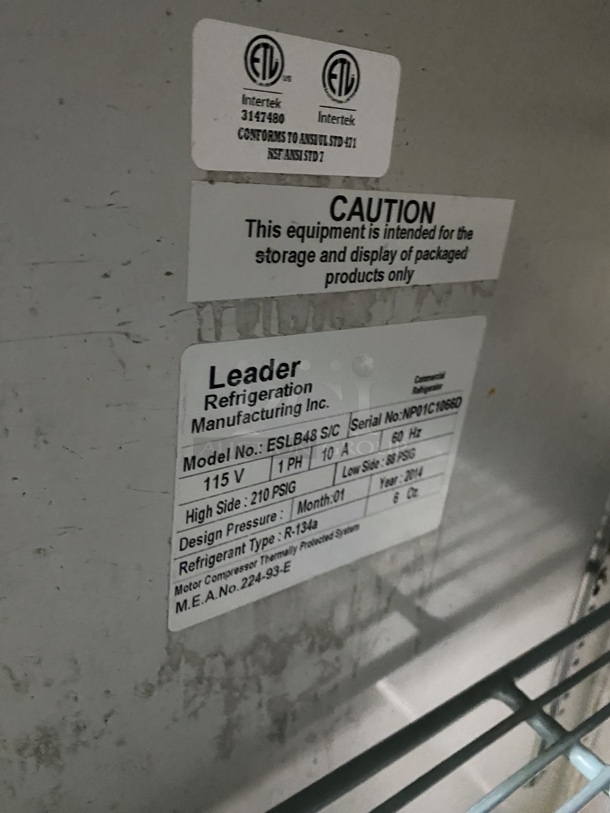 ETL us ETL
Intertek Intertek
3147480
CONFORMS TO ANSI/UL STD 471
NSF/ANSI STD 7
CAUTION
This equipment is intended for the
storage and display of packaged
products only
Leader
Refrigeration
Manufacturing Inc.
Commercial
Refrigerator
Model No.: ESLB48 S/C Serial No:NP01C1066D
115 V 1 PH 10 A 60 Hz
High Side : 210 PSIG Low Side : 88 PSIG
Design Pressure : Month:01 Year : 2014
Refrigerant Type : R-134a 6 Oz
Motor Compressor Thermally Protected System
M.E.A.No.224-93-E